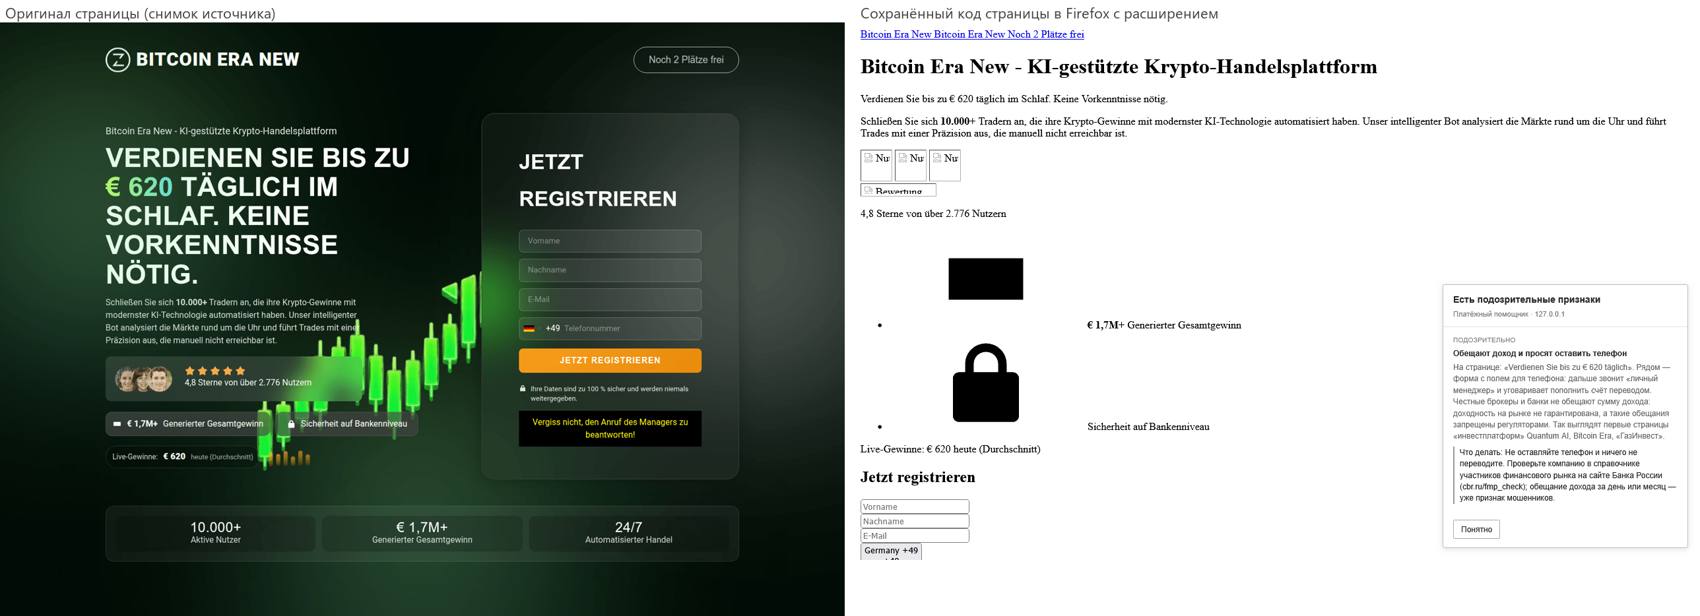 Оригинал страницы (снимок источника)
BITCOIN ERA NEW
Noch 2 Plätze frei
Bitcoin Era New - KI-gestützte Krypto-Handelsplattform
VERDIENEN SIE BIS ZU
€ 620 TÄGLICH IM
SCHLAF. KEINE
VORKENNTNISSE
NÖTIG.
Schließen Sie sich 10.000+ Tradern an, die ihre Krypto-Gewinne mit
modernster KI-Technologie automatisiert haben. Unser intelligenter
Bot analysiert die Märkte rund um die Uhr und führt Trades mit einer
Präzision aus, die manuell nicht erreichbar ist.
4,8 Sterne von über 2.776 Nutzern
€ 1,7M+ Generierter Gesamtgewinn
Sicherheit auf Bankenniveau
Live-Gewinne: € 620 heute (Durchschnitt)
JETZT
REGISTRIEREN
Vorname
Nachname
E-Mail
+49 Telefonnummer
JETZT REGISTRIEREN
Ihre Daten sind zu 100 % sicher und werden niemals
weitergegeben.
Vergiss nicht, den Anruf des Managers zu
beantworten!
10.000+
Aktive Nutzer
€ 1,7M+
Generierter Gesamtgewinn
24/7
Automatisierter Handel
Сохранённый код страницы в Firefox с расширением
Bitcoin Era New Bitcoin Era New Noch 2 Plätze frei
Bitcoin Era New - KI-gestützte Krypto-Handelsplattform
Verdienen Sie bis zu € 620 täglich im Schlaf. Keine Vorkenntnisse nötig.
Schließen Sie sich 10.000+ Tradern an, die ihre Krypto-Gewinne mit modernster KI-Technologie automatisiert haben. Unser intelligenter Bot analysiert die Märkte rund um die Uhr und führt
Trades mit einer Präzision aus, die manuell nicht erreichbar ist.
Nu Nu Nu
Bewertung
4,8 Sterne von über 2.776 Nutzern
€ 1,7M+ Generierter Gesamtgewinn
Sicherheit auf Bankenniveau
Live-Gewinne: € 620 heute (Durchschnitt)
Jetzt registrieren
Vorname
Nachname
E-Mail
Germany +49
Есть подозрительные признаки
Платёжный помощник · 127.0.0.1
ПОДОЗРИТЕЛЬНО
Обещают доход и просят оставить телефон
На странице: «Verdienen Sie bis zu € 620 täglich». Рядом —
форма с полем для телефона: дальше звонит «личный
менеджер» и уговаривает пополнить счёт переводом.
Честные брокеры и банки не обещают сумму дохода:
доходность на рынке не гарантирована, а такие обещания
запрещены регуляторами. Так выглядят первые страницы
«инвестплатформ» Quantum AI, Bitcoin Era, «ГазИнвест».
Что делать: Не оставляйте телефон и ничего не
переводите. Проверьте компанию в справочнике
участников финансового рынка на сайте Банка России
(cbr.ru/fmp_check); обещание дохода за день или месяц —
уже признак мошенников.
Понятно